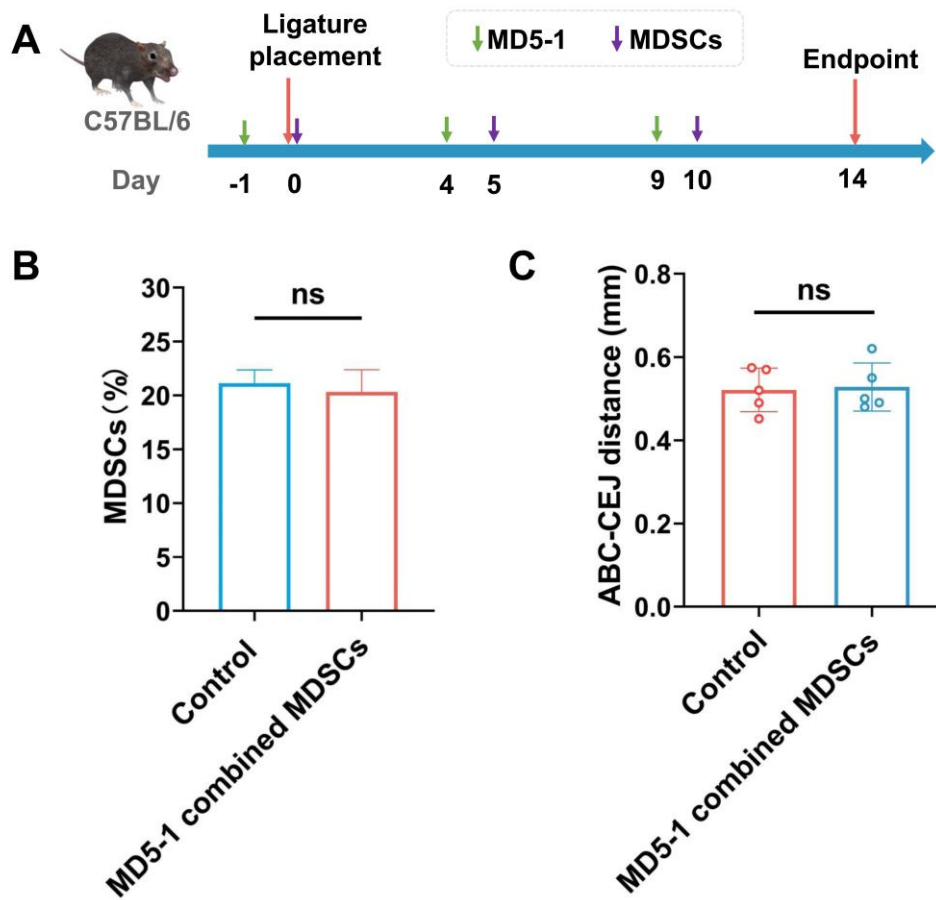 A
C57BL/6
Ligature
placement
MD5-1
MDSCs
Endpoint
Day
-1
0
4
5
9
10
14
B
MDSCs (%)
30
25
20
15
10
5
0
ns
Control
MD5-1 combined MDSCs
C
ABC-CEJ distance (mm)
0.8
0.6
0.4
0.2
0.0
ns
Control
MD5-1 combined MDSCs